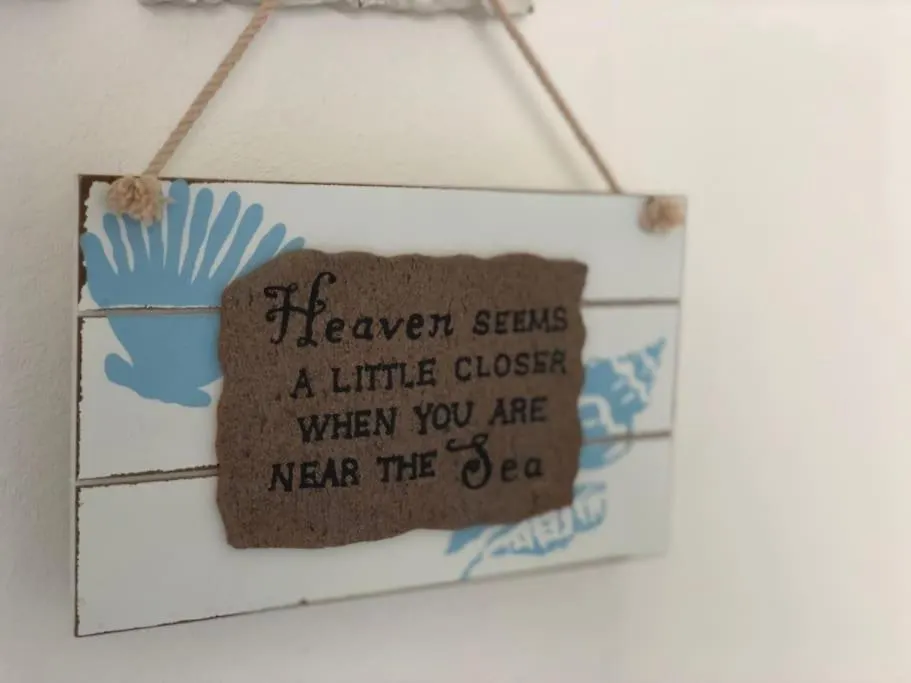 Heaven SEEMS
A LITTLE CLOSER
WHEN YOU ARE
NEAR THE Sea